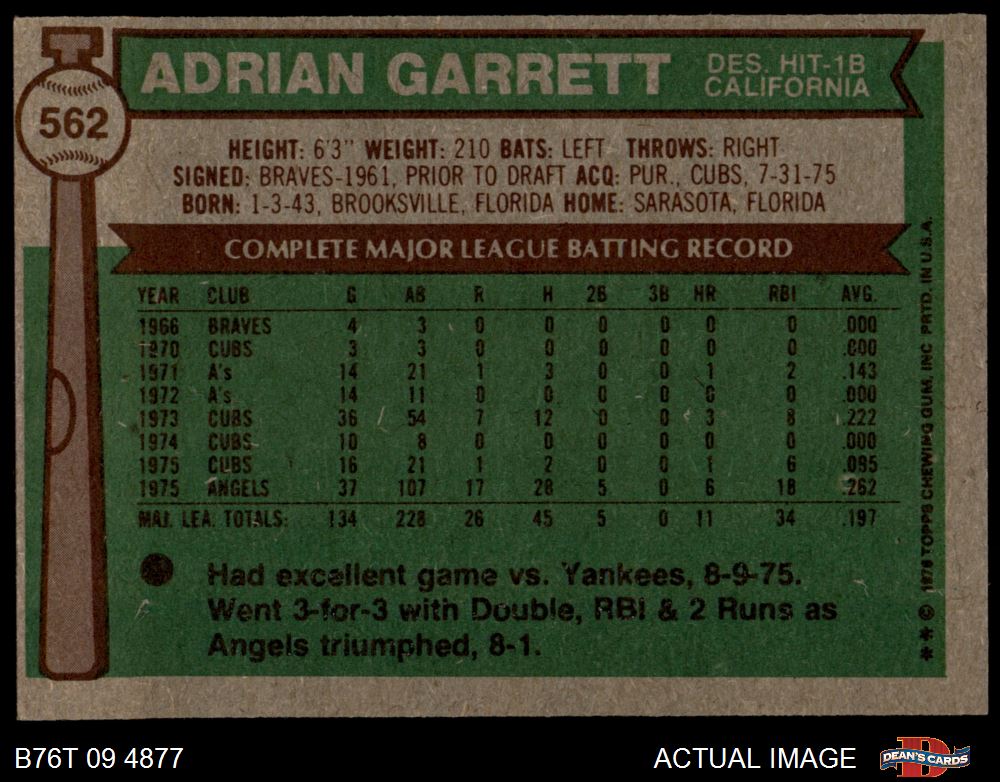 562
ADRIAN GARRETT
DES. HIT-1B
CALIFORNIA
HEIGHT: 6'3" WEIGHT: 210 BATS: LEFT THROWS: RIGHT
SIGNED: BRAVES-1961, PRIOR TO DRAFT ACQ: PUR., CUBS, 7-31-75
BORN: 1-3-43, BROOKSVILLE, FLORIDA HOME: SARASOTA, FLORIDA
COMPLETE MAJOR LEAGUE BATTING RECORD
YEAR CLUB G AB R H 2B 3B HR RBI AVG.
1966 BRAVES 4 3 0 0 0 0 0 0 .000
1970 CUBS 3 3 0 0 0 0 0 0 .000
1971 A's 14 21 1 3 0 0 1 2 .143
1972 A's 14 11 0 0 0 0 0 0 .000
1973 CUBS 36 54 7 12 0 0 3 8 .222
1974 CUBS 10 8 0 0 0 0 0 0 .000
1975 CUBS 16 21 1 2 0 0 1 6 .095
1975 ANGELS 37 107 17 28 5 0 6 18 .262
MAJ. LEA. TOTALS: 134 228 26 45 5 0 11 34 .197
Had excellent game vs. Yankees, 8-9-75.
Went 3-for-3 with Double, RBI & 2 Runs as
Angels triumphed, 8-1.
** © 1976 TOPPS CHEWING GUM, INC PRTD. IN U.S.A.
B76T 09 4877
ACTUAL IMAGE
DEAN'S CARDS